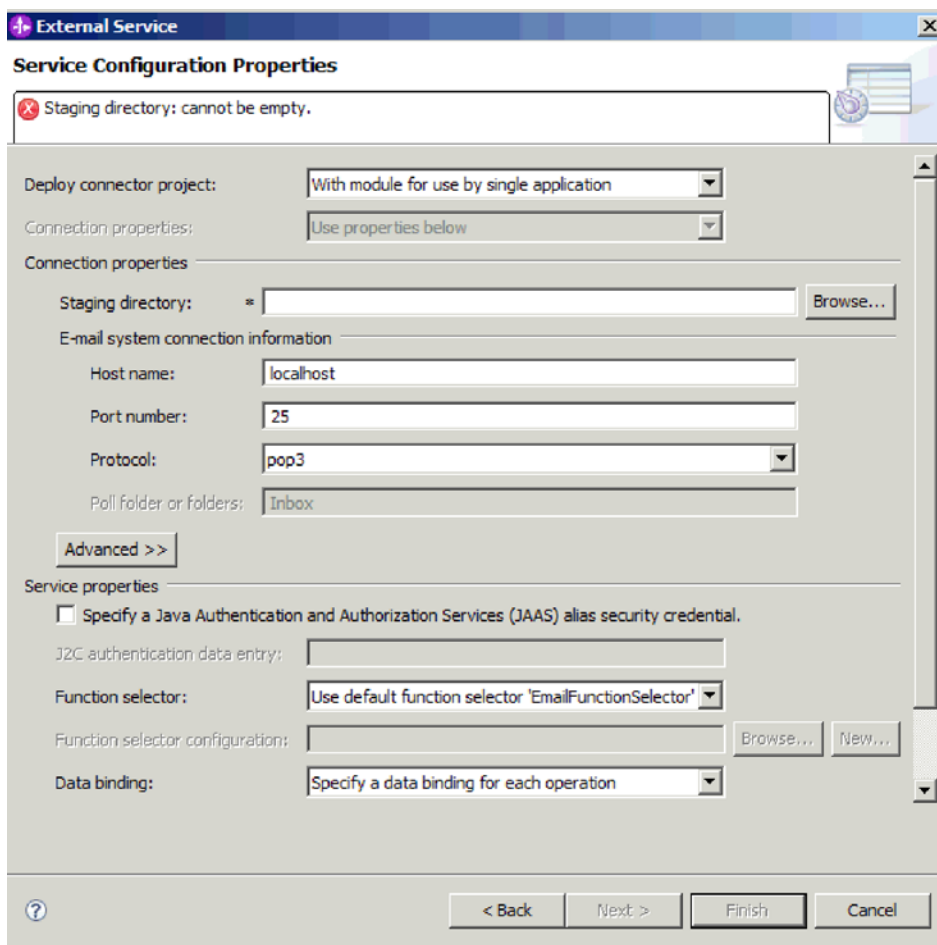 External Service
Service Configuration Properties
Staging directory: cannot be empty.
Deploy connector project: With module for use by single application
Connection properties: Use properties below
Connection properties
Staging directory: * Browse...
E-mail system connection information
Host name: localhost
Port number: 25
Protocol: pop3
Poll folder or folders: Inbox
Advanced >>
Service properties
Specify a Java Authentication and Authorization Services (JAAS) alias security credential.
J2C authentication data entry:
Function selector: Use default function selector 'EmailFunctionSelector'
Function selector configuration: Browse... New...
Data binding: Specify a data binding for each operation
? < Back Next > Finish Cancel